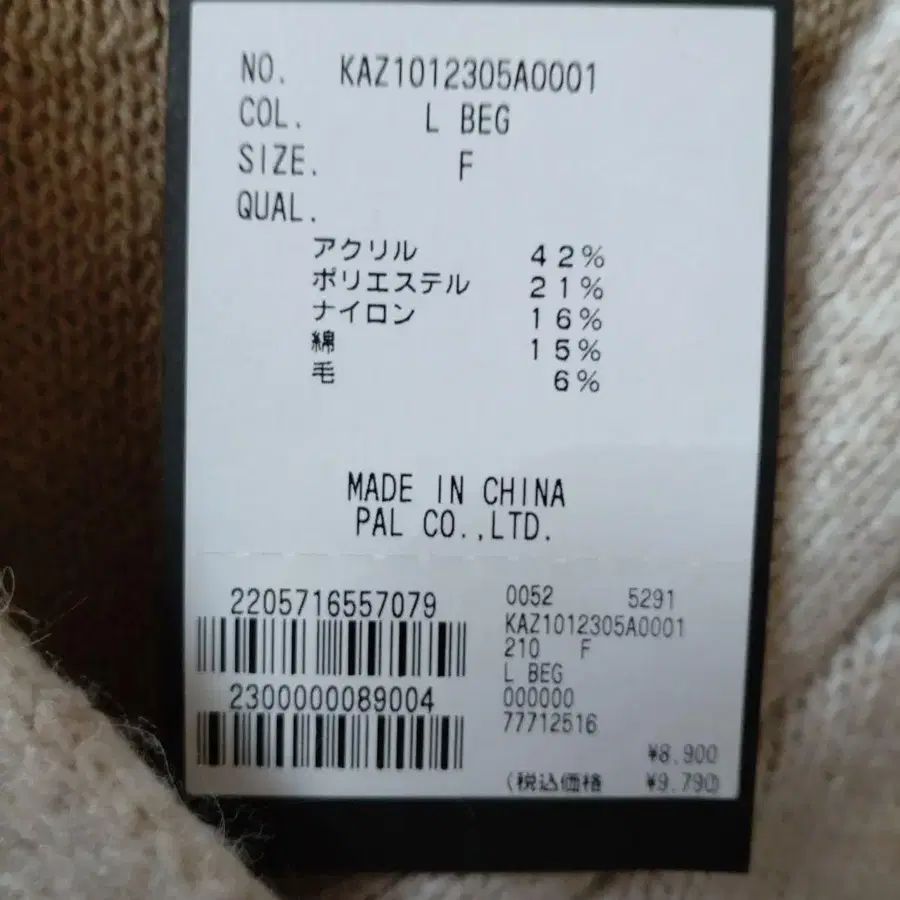 NO. KAZ1012305A0001
COL. L BEG
SIZE. F
QUAL.
アクリル 42%
ポリエステル 21%
ナイロン 16%
綿 15%
毛 6%
MADE IN CHINA
PAL CO.,LTD.
2205716557079
2300000089004
0052 5291
KAZ1012305A0001
210 F
L BEG
000000
77712516
¥8,900
(税込価格 ¥9,790)